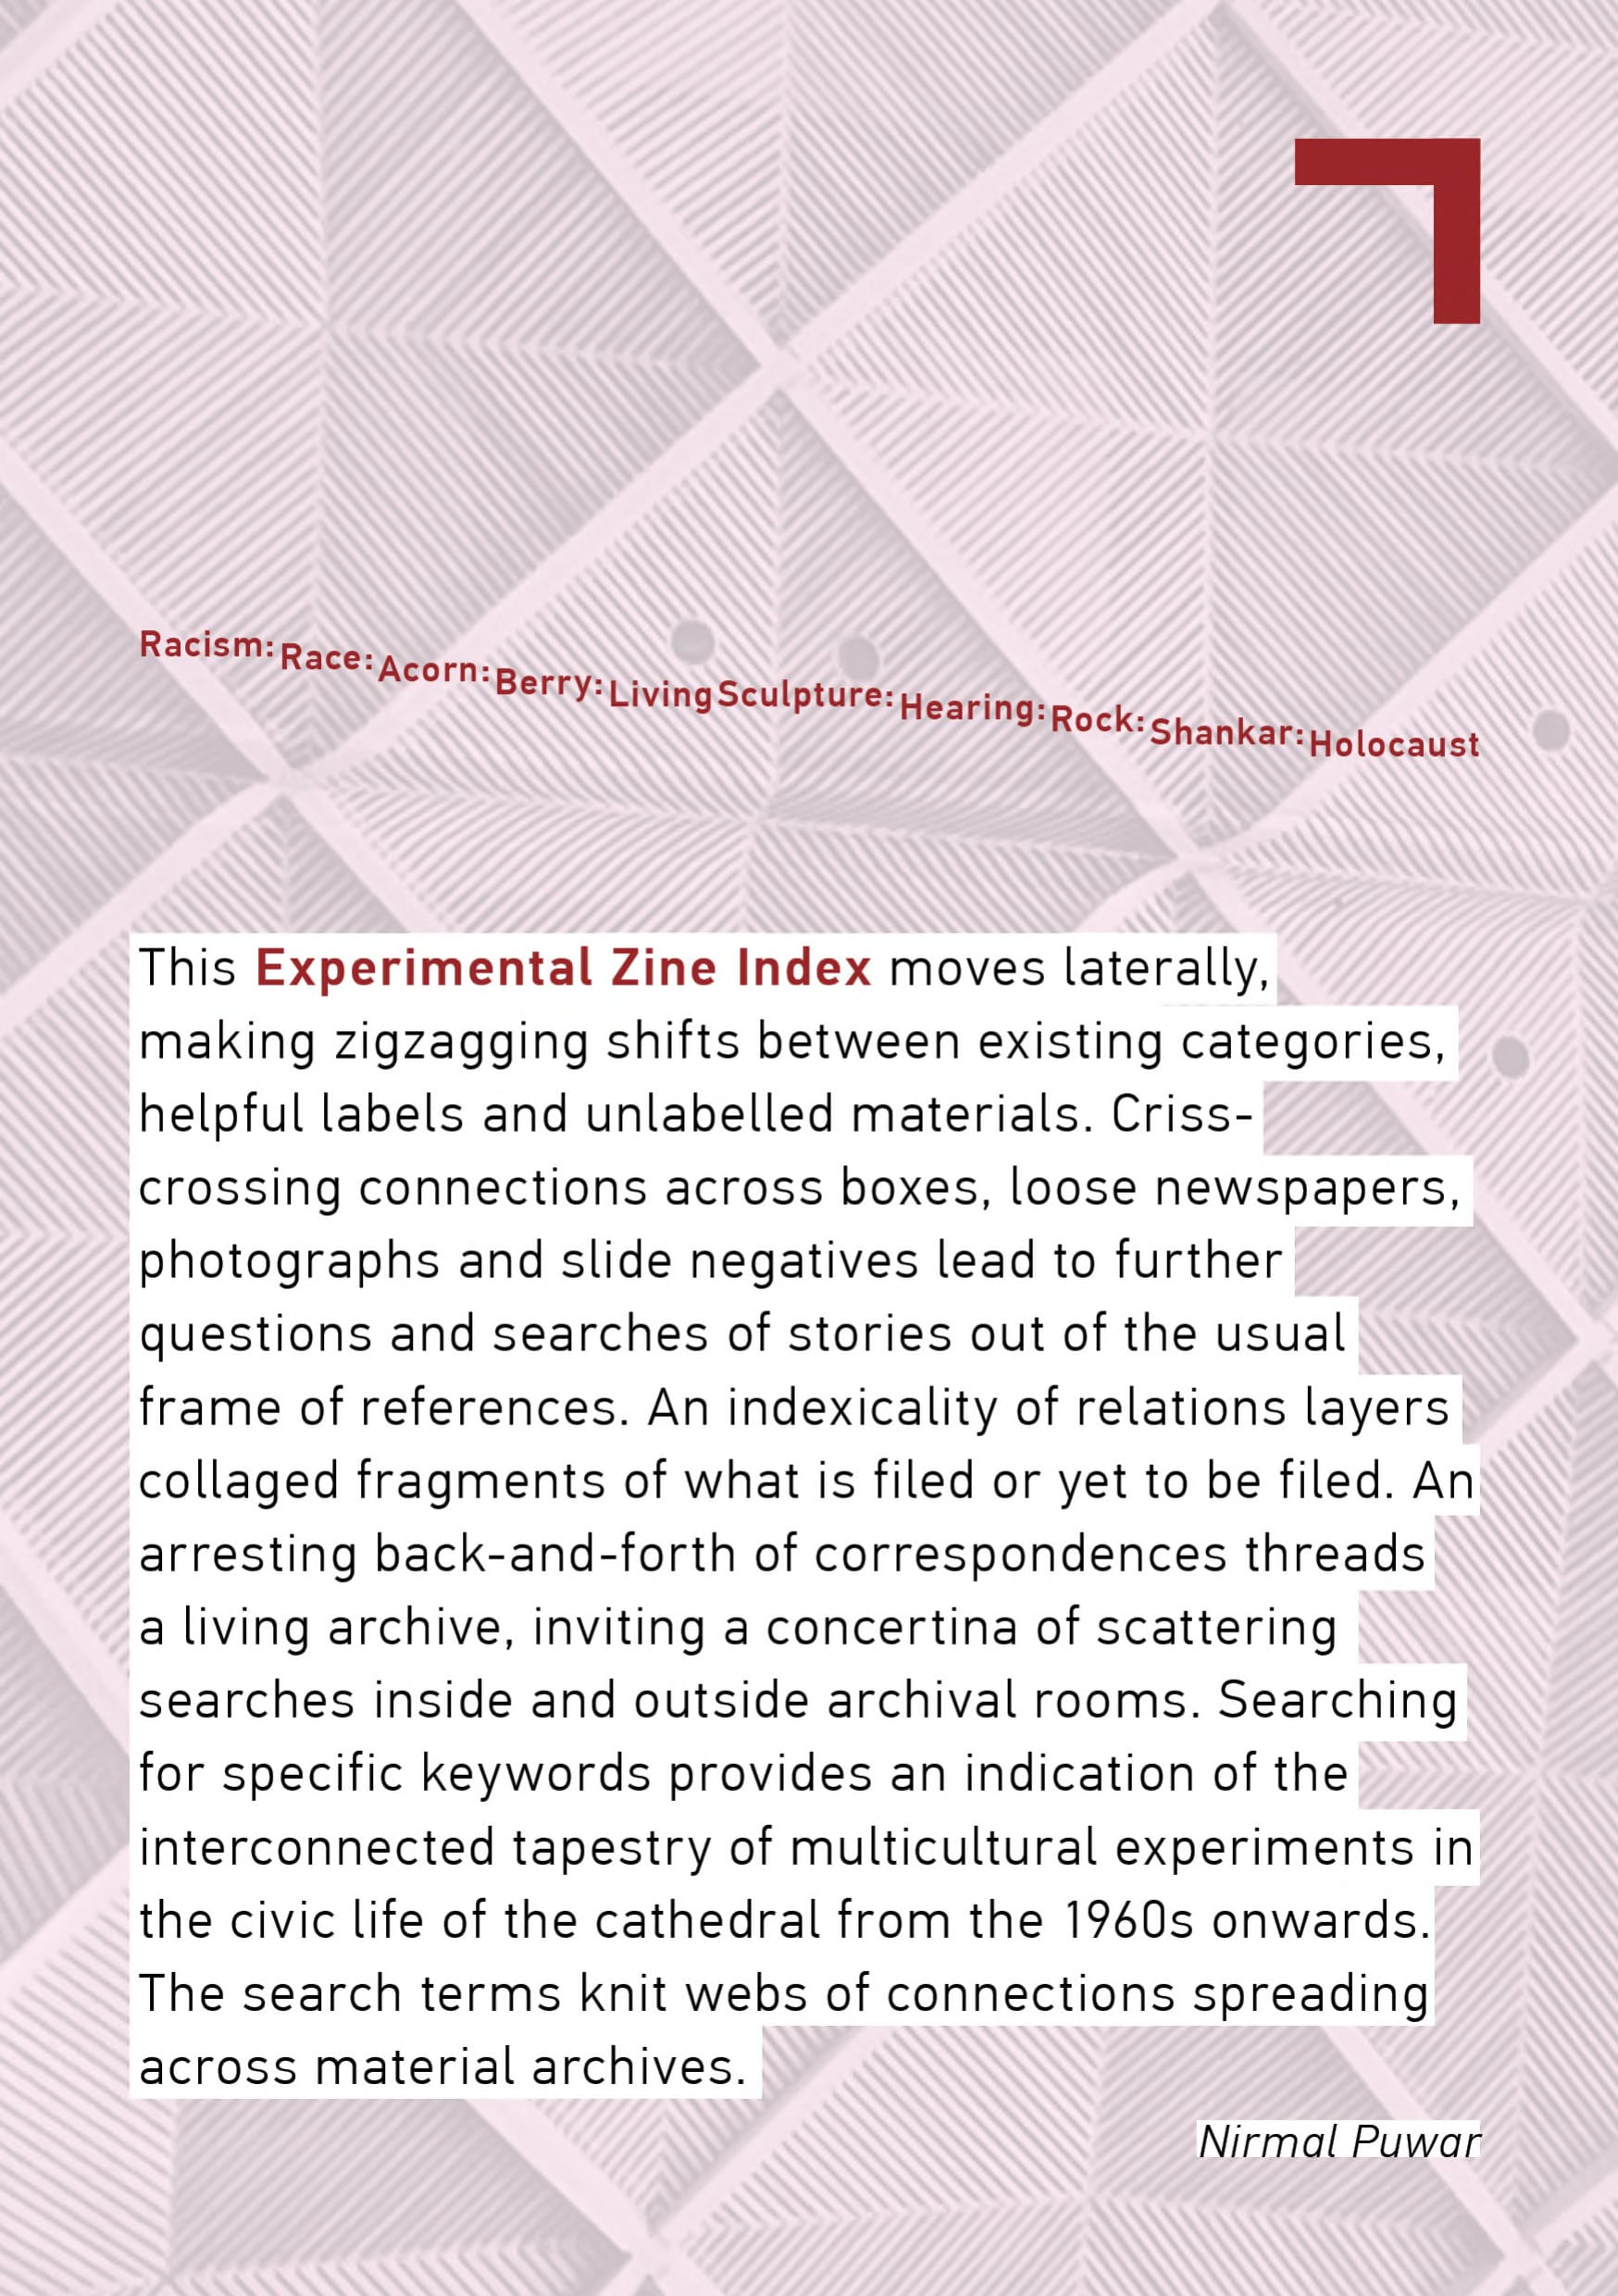 Racism: Race: Acorn: Berry: Living Sculpture: Hearing: Rock: Shankar: Holocaust
This Experimental Zine Index moves laterally,
making zigzagging shifts between existing categories,
helpful labels and unlabelled materials. Criss-
crossing connections across boxes, loose newspapers,
photographs and slide negatives lead to further
questions and searches of stories out of the usual
frame of references. An indexicality of relations layers
collaged fragments of what is filed or yet to be filed. An
arresting back-and-forth of correspondences threads
a living archive, inviting a concertina of scattering
searches inside and outside archival rooms. Searching
for specific keywords provides an indication of the
interconnected tapestry of multicultural experiments in
the civic life of the cathedral from the 1960s onwards.
The search terms knit webs of connections spreading
across material archives.
Nirmal Puwar